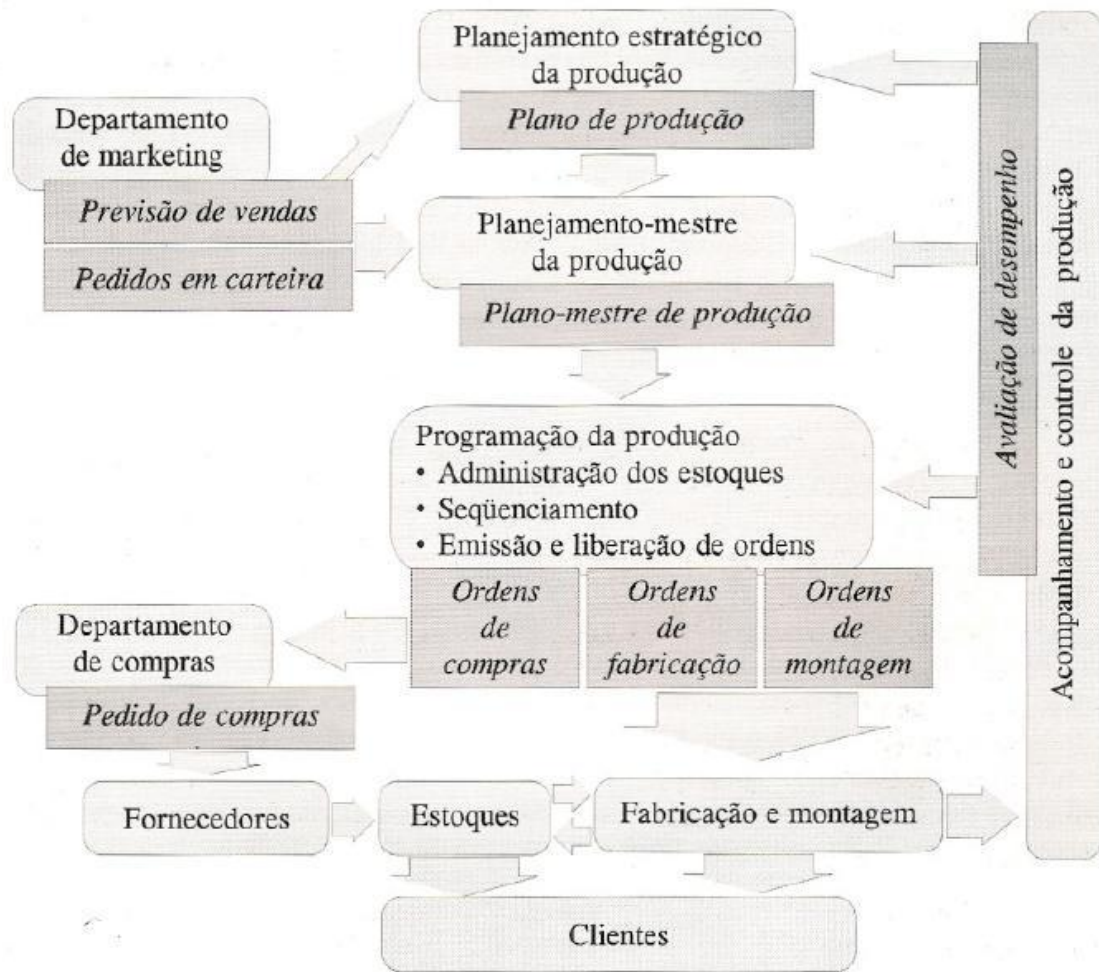 Planejamento estratégico
da produção
Plano de produção
Departamento
de marketing
Previsão de vendas
Pedidos em carteira
Planejamento-mestre
da produção
Plano-mestre de produção
Programação da produção
• Administração dos estoques
• Seqüenciamento
• Emissão e liberação de ordens
Ordens
de
compras
Ordens
de
fabricação
Ordens
de
montagem
Departamento
de compras
Pedido de compras
Fornecedores
Estoques
Fabricação e montagem
Clientes
Avaliação de desempenho
Acompanhamento e controle da produção